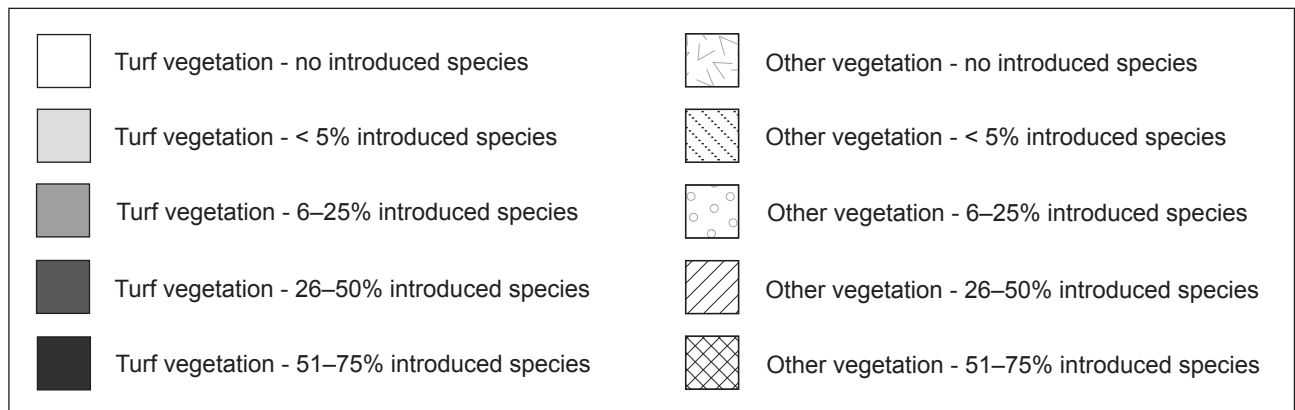 Turf vegetation - no introduced species
Turf vegetation - < 5% introduced species
Turf vegetation - 6–25% introduced species
Turf vegetation - 26–50% introduced species
Turf vegetation - 51–75% introduced species
Other vegetation - no introduced species
Other vegetation - < 5% introduced species
Other vegetation - 6–25% introduced species
Other vegetation - 26–50% introduced species
Other vegetation - 51–75% introduced species